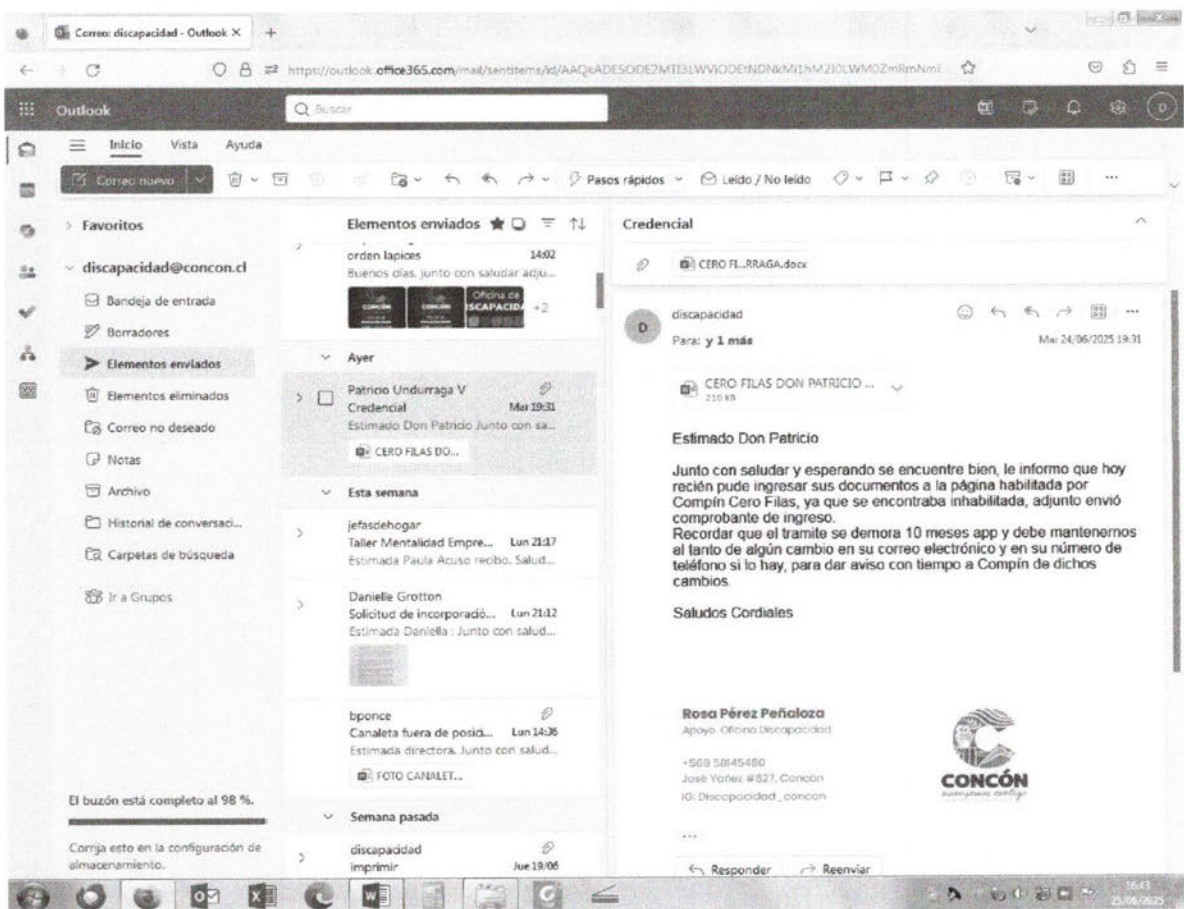 Correo: discapacidad - Outlook
https://outlook.office365.com/mail/sentitems/id/
Outlook
Buscar
D
Inicio Vista Ayuda
Correo nuevo
Pasos rápidos
Leído / No leído
Favoritos
discapacidad@concon.cl
Bandeja de entrada
Borradores
Elementos enviados
Elementos eliminados
Correo no deseado
Notas
Archivo
Historial de conversaci...
Carpetas de búsqueda
Ir a Grupos
El buzón está completo al 98 %.
Corrija esto en la configuración de
almacenamiento.
Elementos enviados
orden lapices 14:02
Buenos días, junto con saludar adju...
CONCÓN
CONCÓN
Oficina de
+2
Ayer
Patricio Undurraga V
Credencial Mar 19:31
Estimado Don Patricio Junto con sa...
CERO FILAS DO...
Esta semana
jefasdehogar
Taller Mentalidad Empre... Lun 21:17
Estimada Paula Acuso recibo. Salud...
Danielle Grotton
Solicitud de incorporació... Lun 21:12
Estimada Daniella : Junto con salud...
bponce
Canaleta fuera de posici... Lun 14:36
Estimada directora, Junto con salud...
FOTO CANALET...
Semana pasada
discapacidad
imprimir Jue 19/06
Credencial
CERO FI...RRAGA.docx
D
discapacidad
Para: y 1 más
Mar 24/06/2025 19:31
CERO FILAS DON PATRICIO ...
216 KB
Estimado Don Patricio
Junto con saludar y esperando se encuentre bien, le informo que hoy
recién pude ingresar sus documentos a la página habilitada por
Compín Cero Filas, ya que se encontraba inhabilitada, adjunto envió
comprobante de ingreso.
Recordar que el tramite se demora 10 meses app y debe mantenernos
al tanto de algún cambio en su correo electrónico y en su número de
teléfono si lo hay, para dar aviso con tiempo a Compín de dichos
cambios.
Saludos Cordiales
Rosa Pérez Peñaloza
Apoyo Oficina Discapacidad
+569 58145480
José Yañez #827, Concón
IG: Discapacidad_concon
CONCÓN
Responder
Reenviar
16:43
25/06/2025